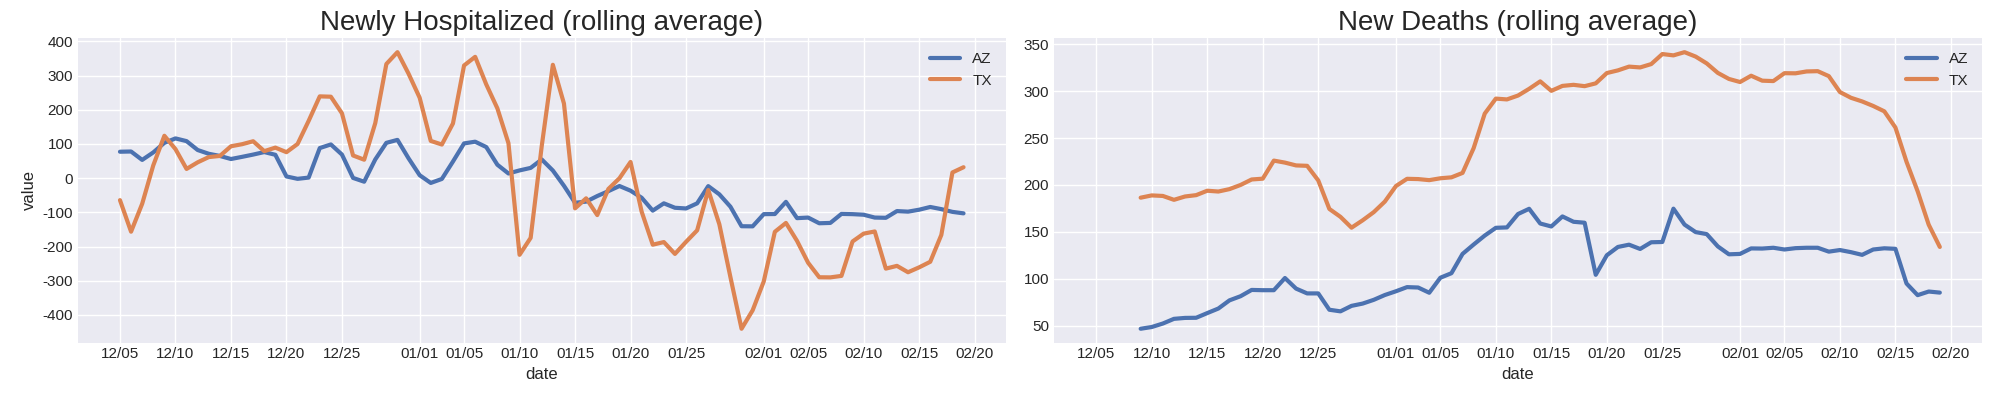 Newly Hospitalized (rolling average)
value
400
300
200
100
0
-100
-200
-300
-400
AZ
TX
12/05 12/10 12/15 12/20 12/25 01/01 01/05 01/10 01/15 01/20 01/25 02/01 02/05 02/10 02/15 02/20
date
New Deaths (rolling average)
350
300
250
200
150
100
50
AZ
TX
12/05 12/10 12/15 12/20 12/25 01/01 01/05 01/10 01/15 01/20 01/25 02/01 02/05 02/10 02/15 02/20
date